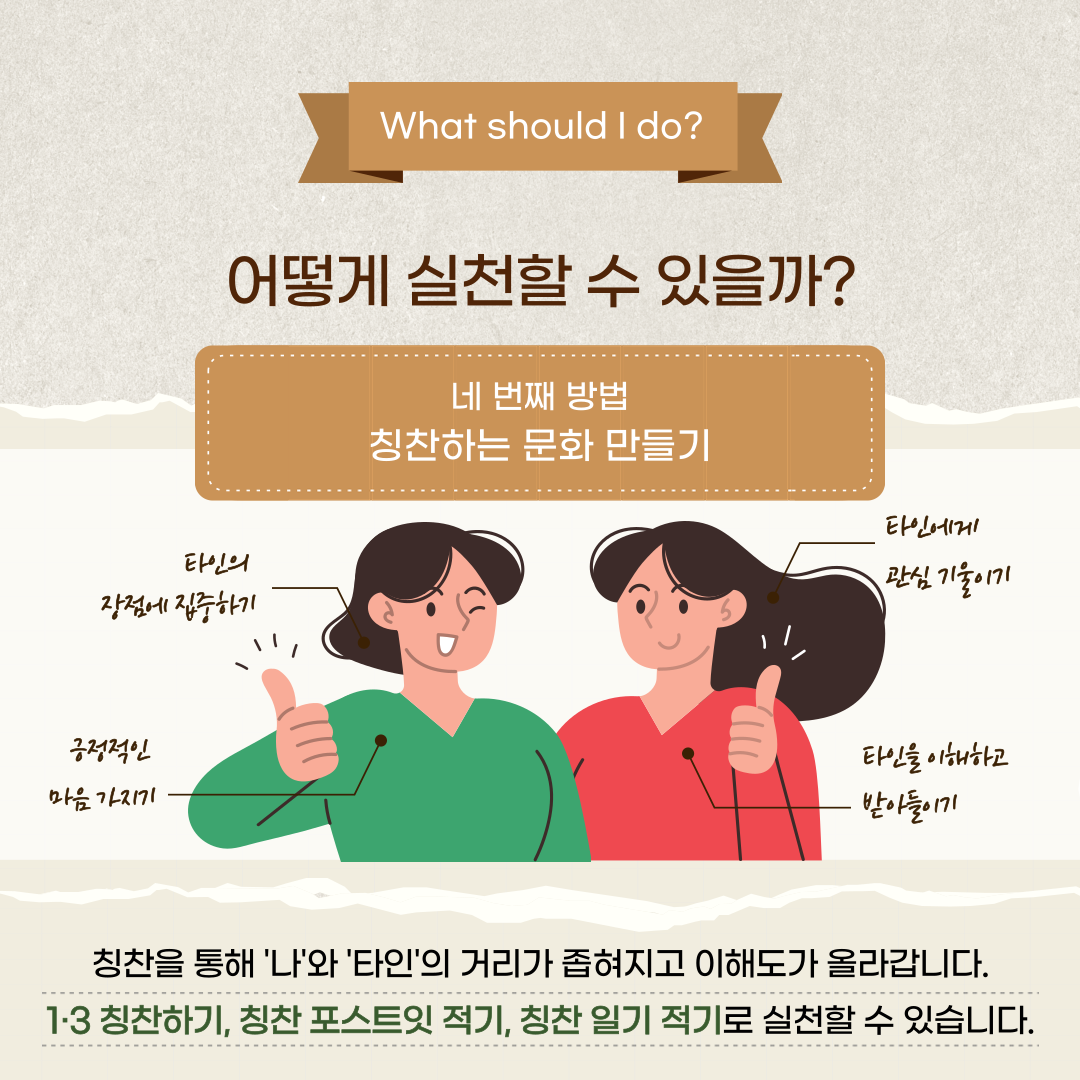 What should I do?
어떻게 실천할 수 있을까?
네 번째 방법
칭찬하는 문화 만들기
타인의
장점에 집중하기
타인에게
관심 기울이기
긍정적인
마음 가지기
타인을 이해하고
받아들이기
칭찬을 통해 '나'와 '타인'의 거리가 좁혀지고 이해도가 올라갑니다.
1·3 칭찬하기, 칭찬 포스트잇 적기, 칭찬 일기 적기로 실천할 수 있습니다.